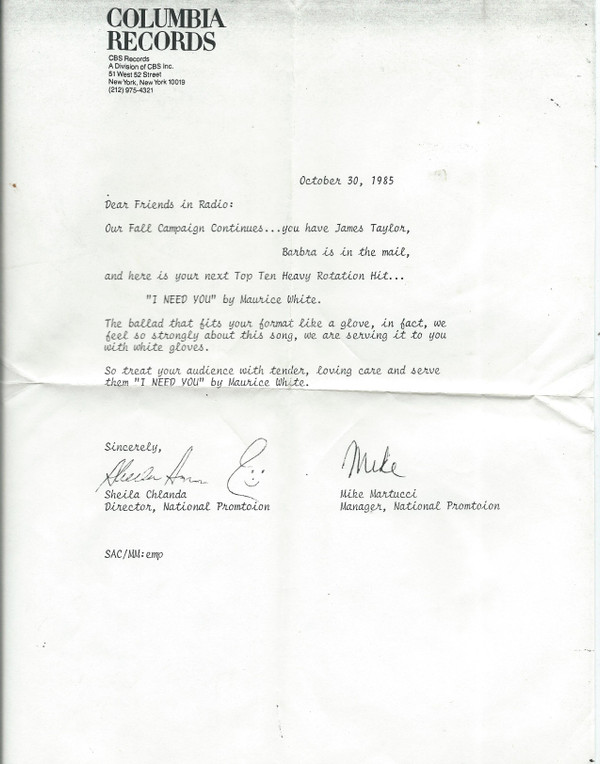 COLUMBIA
RECORDS
CBS Records
A Division of CBS Inc.
51 West 52 Street
New York, New York 10019
(212) 975-4321
October 30, 1985
Dear Friends in Radio:
Our Fall Campaign Continues...you have James Taylor,
Barbra is in the mail,
and here is your next Top Ten Heavy Rotation Hit...
"I NEED YOU" by Maurice White.
The ballad that fits your format like a glove, in fact, we
feel so strongly about this song, we are serving it to you
with white gloves.
So treat your audience with tender, loving care and serve
them "I NEED YOU" by Maurice White.
Sincerely,
Mike
Sheila Chlanda
Mike Martucci
Director, National Promtoion
Manager, National Promtoion
SAC/MM:emp